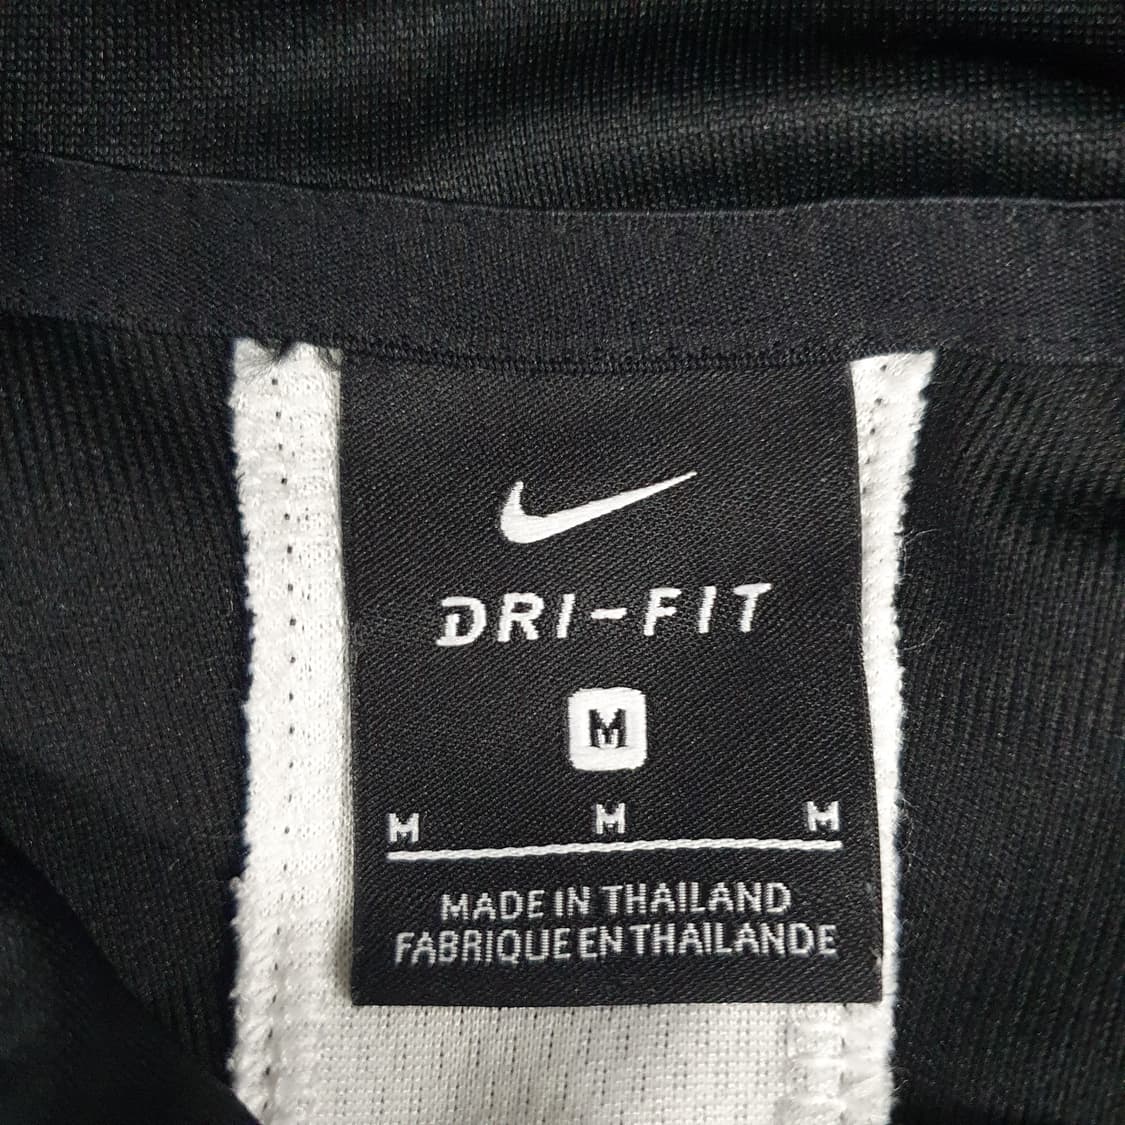 DRI-FIT
M
M M M
MADE IN THAILAND
FABRIQUE EN THAILANDE